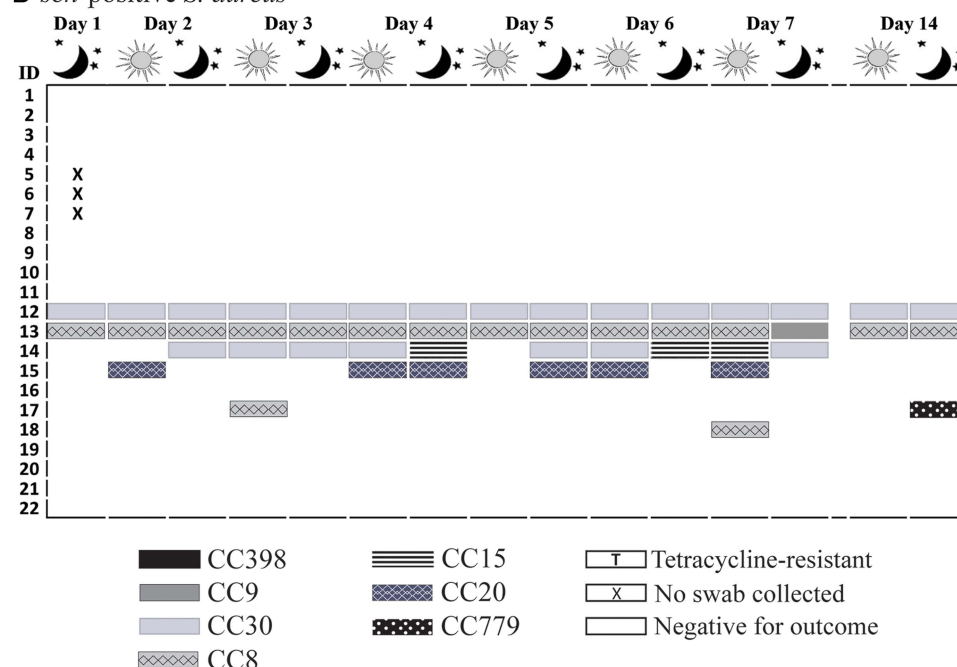 scn-positive S. aureus
Day 1 Day 2 Day 3 Day 4 Day 5 Day 6 Day 7 Day 14
ID
1
2
3
4
5 X
6 X
7 X
8
9
10
11
12
13
14
15
16
17
18
19
20
21
22
CC398 CC15 T Tetracycline-resistant
CC9 CC20 X No swab collected
CC30 CC779 Negative for outcome
CC8